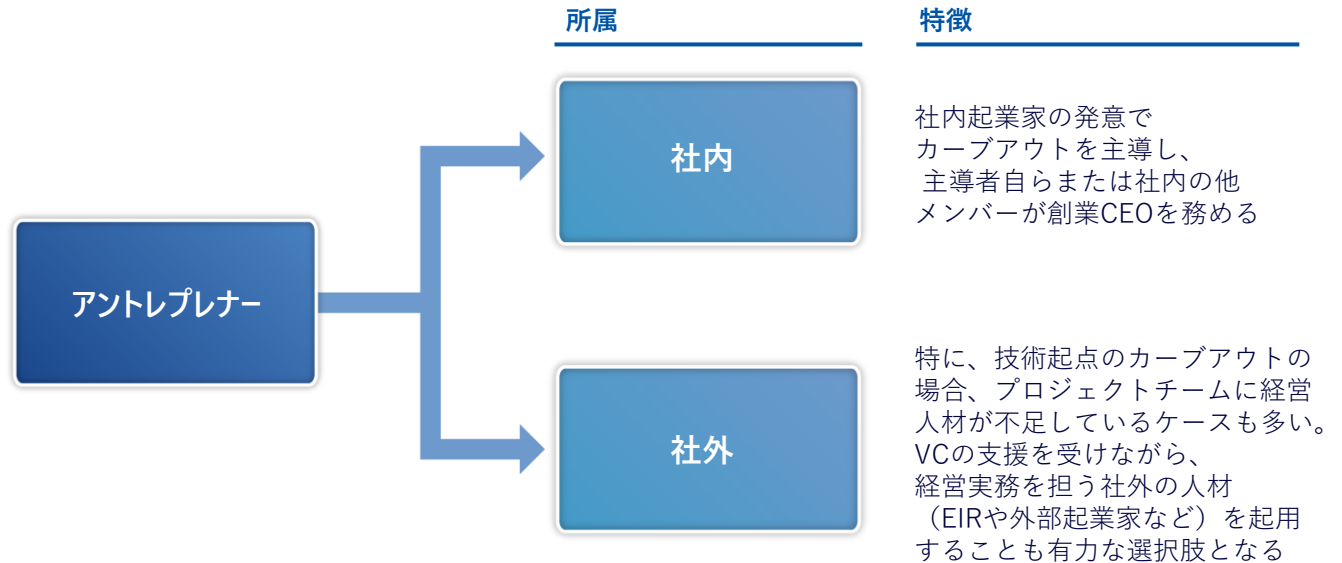 所属
特徴
アントレプレナー
社内
社内起業家の発意で
カーブアウトを主導し、
主導者自らまたは社内の他
メンバーが創業CEOを務める
社外
特に、技術起点のカーブアウトの
場合、プロジェクトチームに経営
人材が不足しているケースも多い。
VCの支援を受けながら、
経営実務を担う社外の人材
（EIRや外部起業家など）を起用
することも有力な選択肢となる